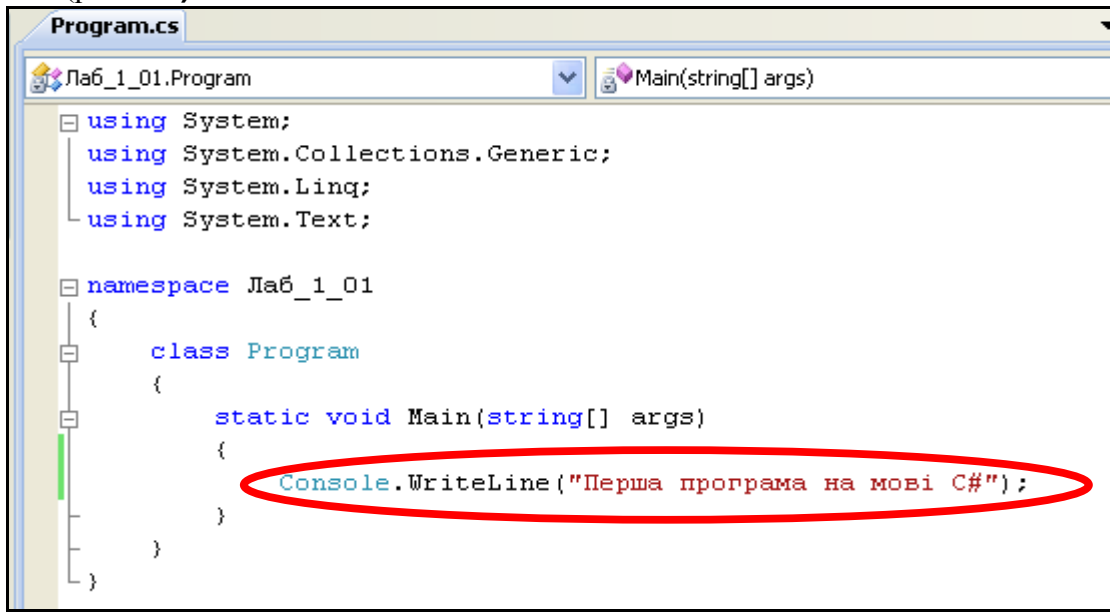 Program.cs
Лаб_1_01.Program
Main(string[] args)
using System;
using System.Collections.Generic;
using System.Linq;
using System.Text;
namespace Лаб_1_01
{
class Program
{
static void Main(string[] args)
{
Console.WriteLine("Перша програма на мові C#");
}
}
}